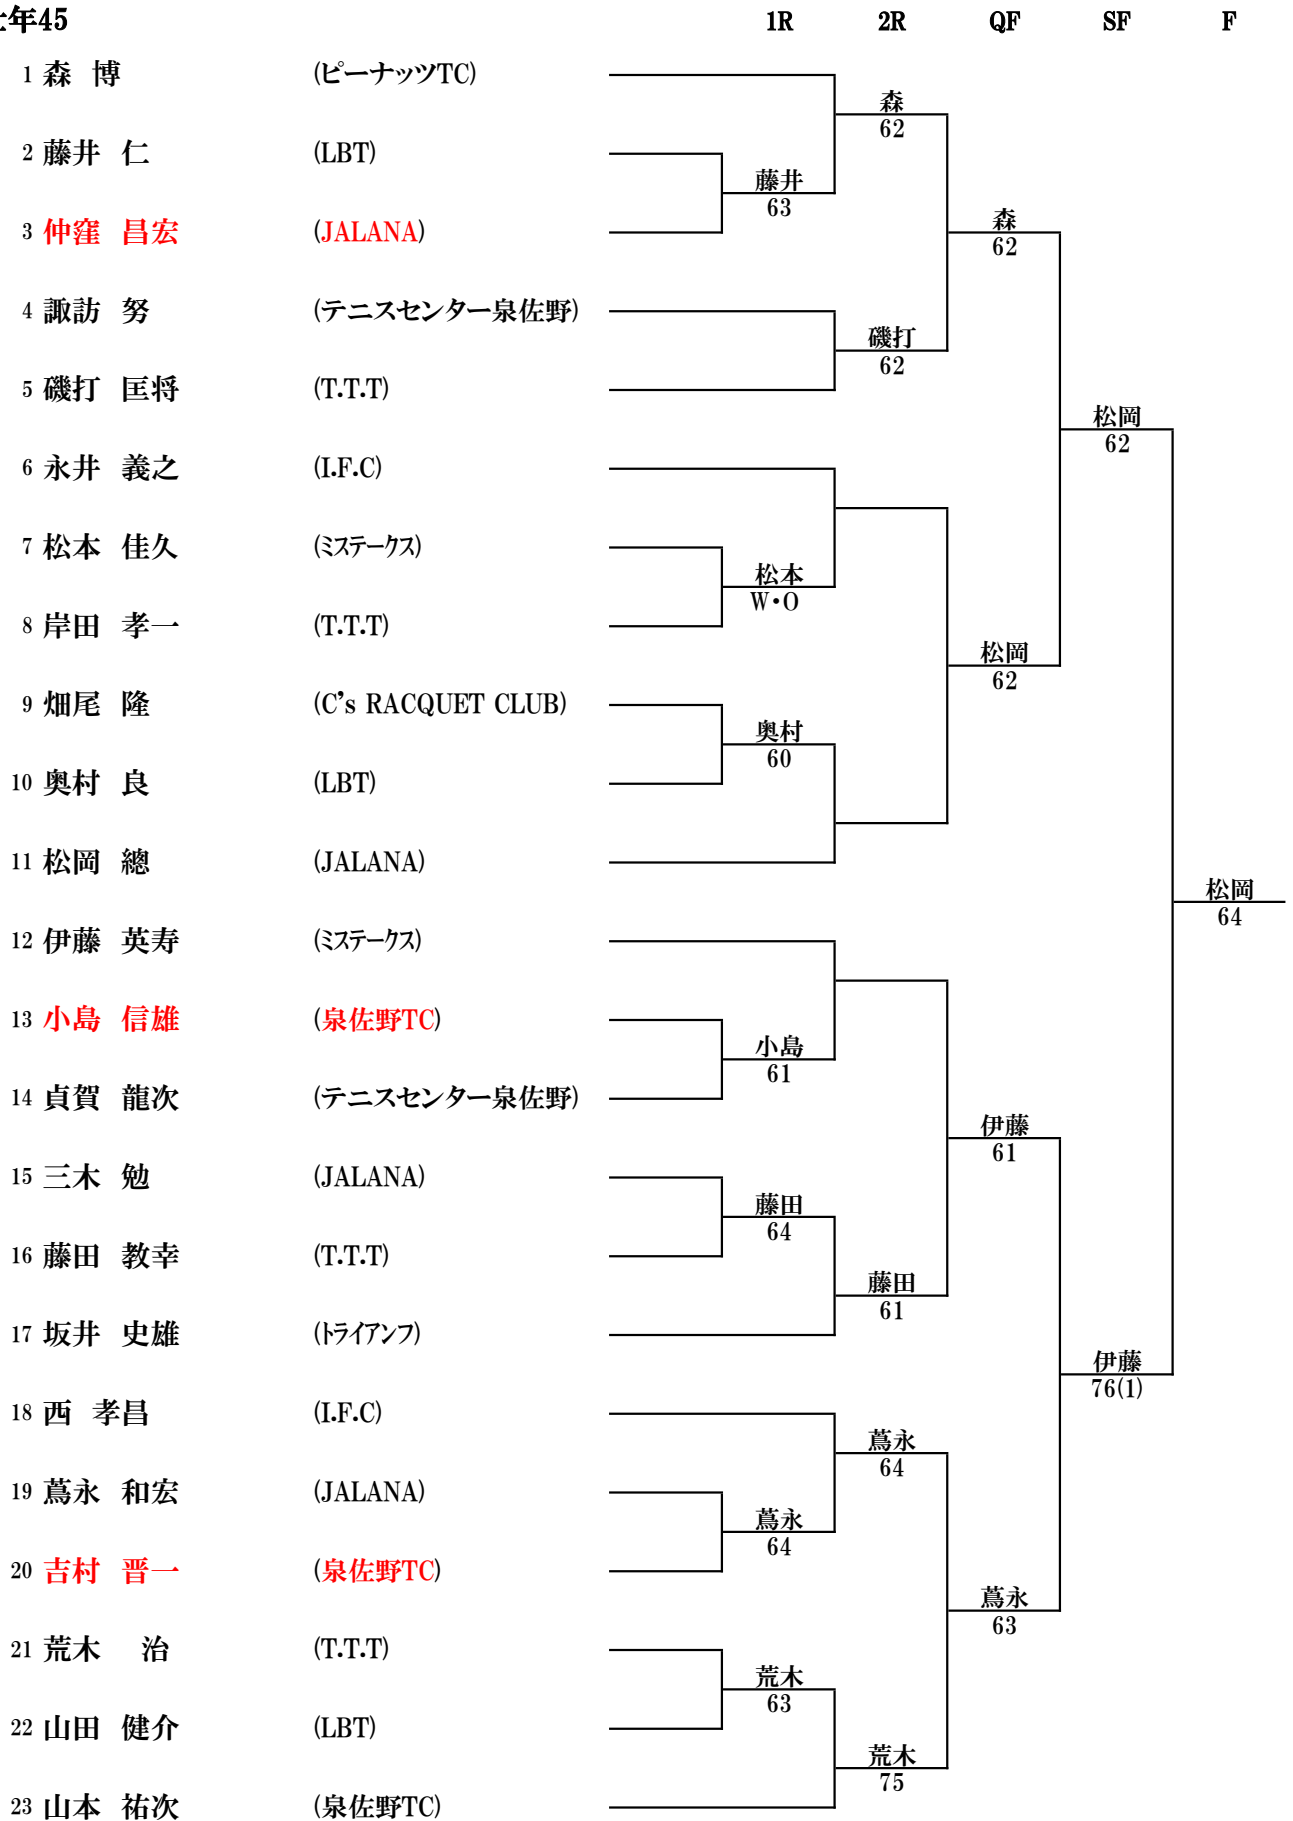 年45 1R 2R QF SF F
1 森 博 (ピーナッツTC)
森
62
2 藤井 仁 (LBT)
藤井
63
3 仲窪 昌宏 (JALANA)
森
62
4 諏訪 努 (テニスセンター泉佐野)
磯打
62
5 磯打 匡将 (T.T.T)
松岡
62
6 永井 義之 (I.F.C)
7 松本 佳久 (ミステークス)
松本
W・O
8 岸田 孝一 (T.T.T)
松岡
62
9 畑尾 隆 (C's RACQUET CLUB)
奥村
60
10 奥村 良 (LBT)
11 松岡 總 (JALANA)
松岡
64
12 伊藤 英寿 (ミステークス)
13 小島 信雄 (泉佐野TC)
小島
61
14 貞賀 龍次 (テニスセンター泉佐野)
伊藤
61
15 三木 勉 (JALANA)
藤田
64
16 藤田 教幸 (T.T.T)
藤田
61
17 坂井 史雄 (トライアンフ)
伊藤
76(1)
18 西 孝昌 (I.F.C)
蔦永
64
19 蔦永 和宏 (JALANA)
蔦永
64
20 吉村 晋一 (泉佐野TC)
蔦永
63
21 荒木 治 (T.T.T)
荒木
63
22 山田 健介 (LBT)
荒木
75
23 山本 祐次 (泉佐野TC)